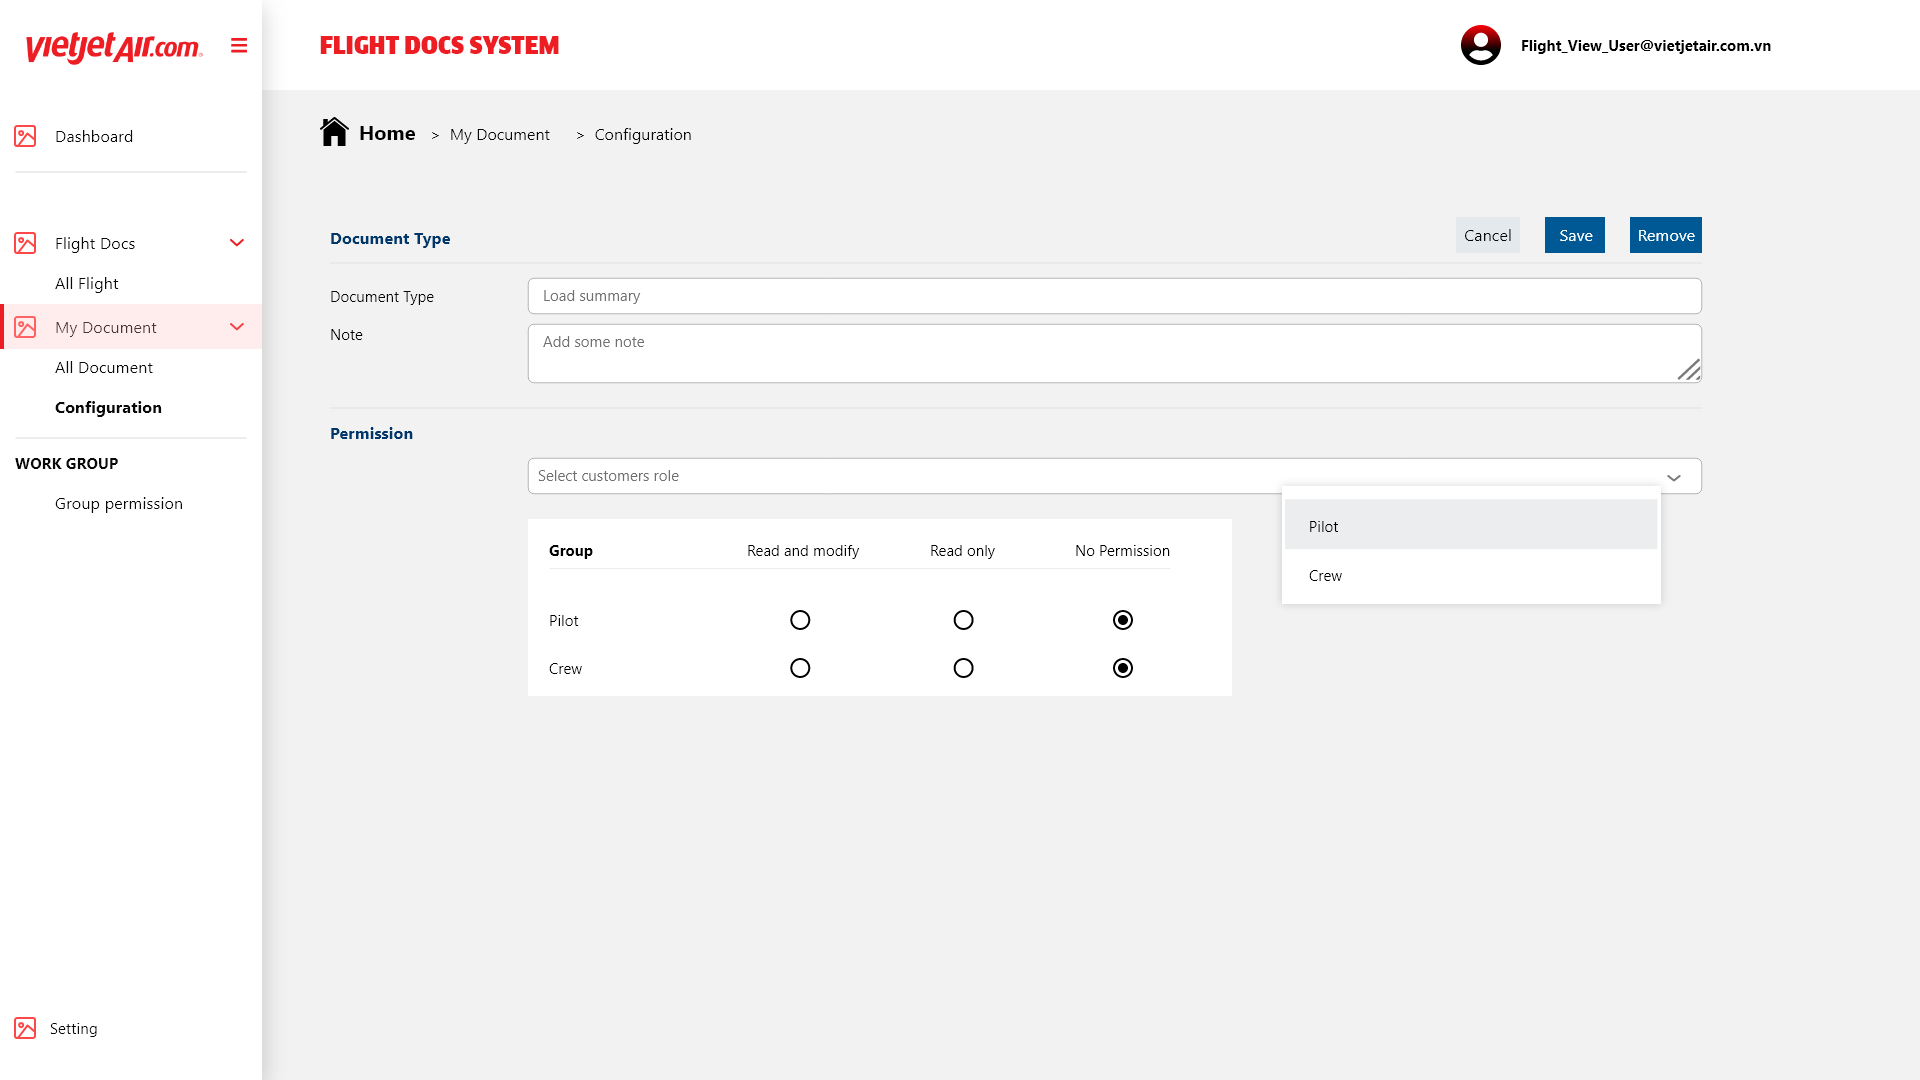 vietjetAir.com
FLIGHT DOCS SYSTEM
Flight_View_User@vietjetair.com.vn
Dashboard
Flight Docs
All Flight
My Document
All Document
Configuration
WORK GROUP
Group permission
Setting
Home > My Document > Configuration
Document Type
Cancel
Save
Remove
Document Type
Load summary
Note
Add some note
Permission
Select customers role
Pilot
Crew
Group Read and modify Read only No Permission
Pilot
Crew